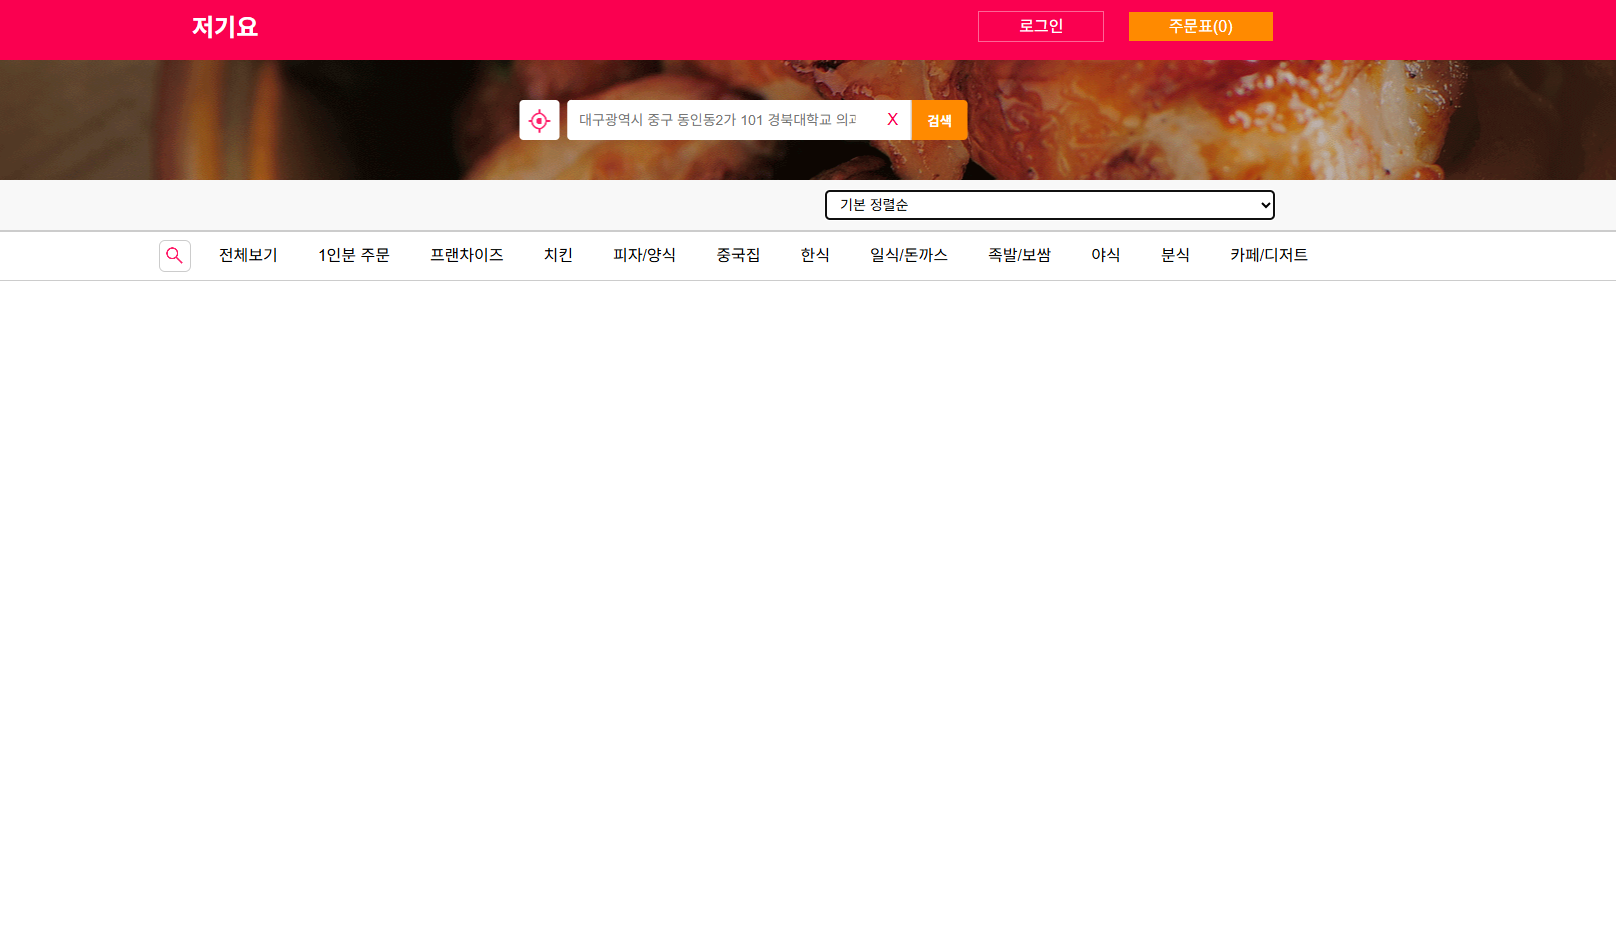 저기요
로그인
주문표(0)
대구광역시 중구 동인동2가 101 경북대학교 의
X
검색
기본 정렬순
전체보기 1인분 주문 프랜차이즈 치킨 피자/양식 중국집 한식 일식/돈까스 족발/보쌈 야식 분식 카페/디저트